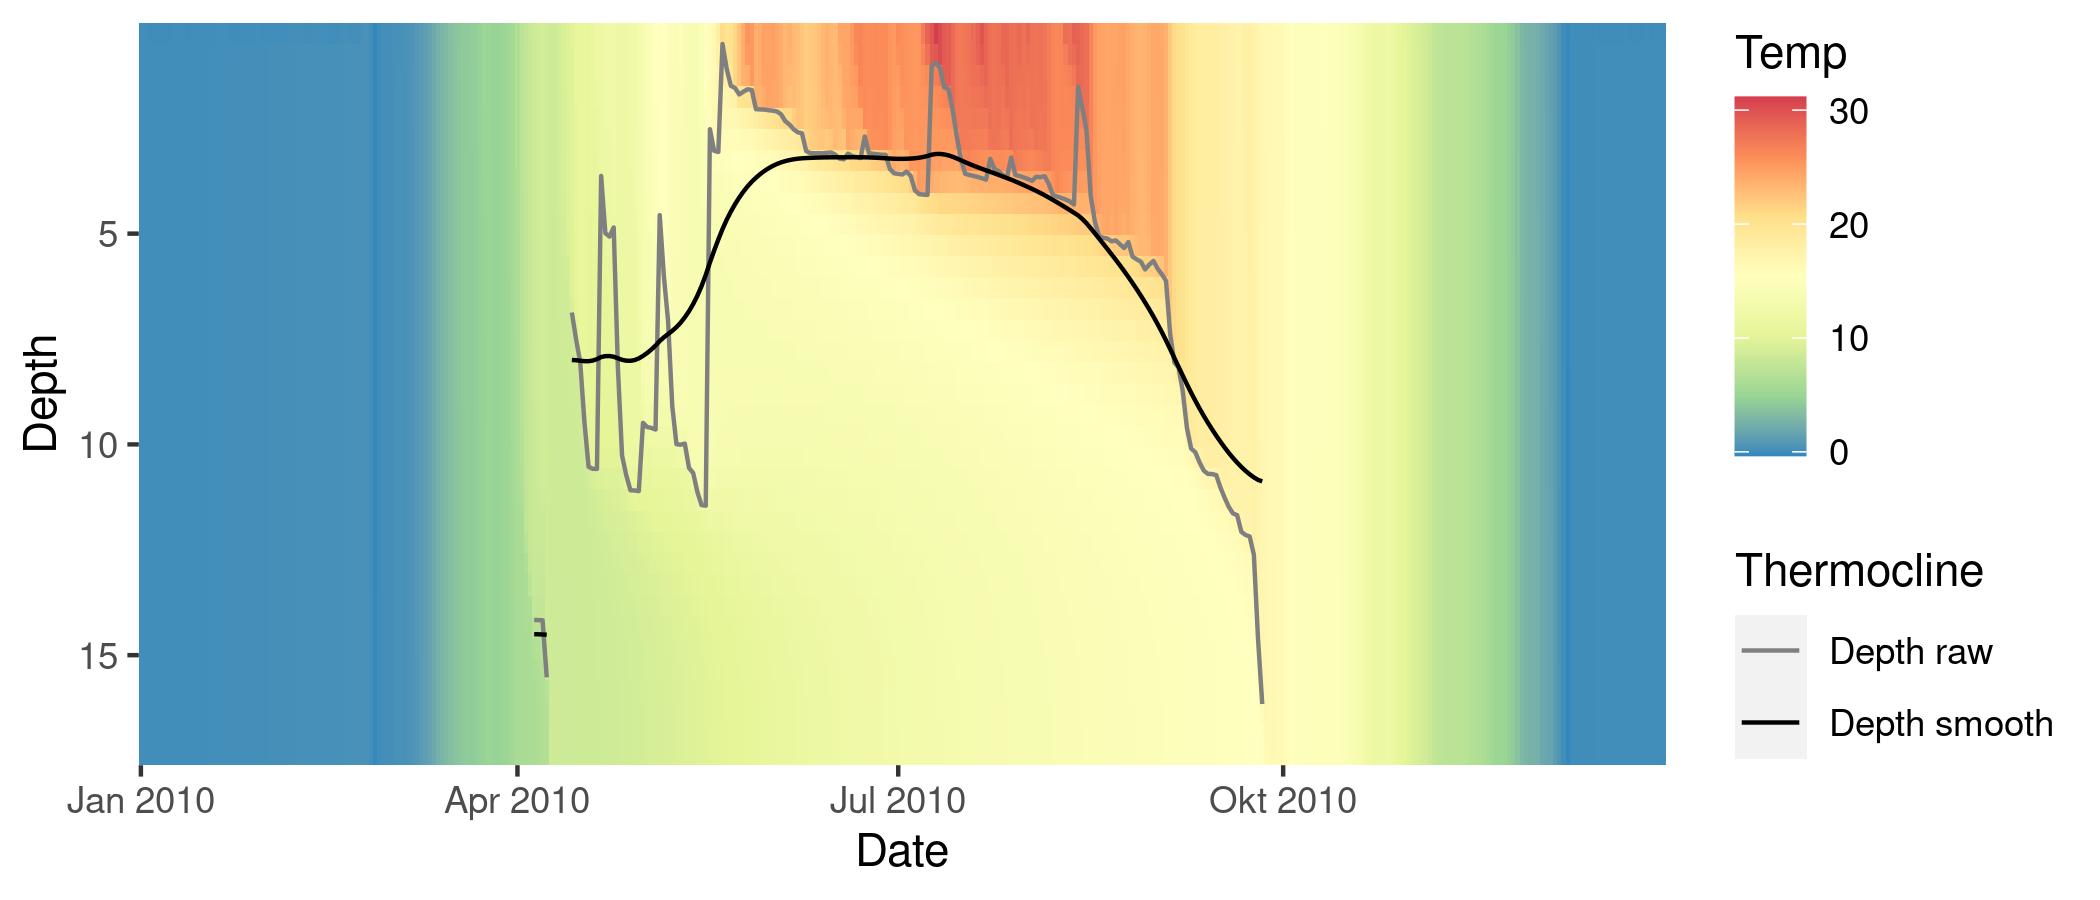 Depth
5
10
15
Jan 2010
Apr 2010
Jul 2010
Okt 2010
Date
Temp
30
20
10
0
Thermocline
Depth raw
Depth smooth